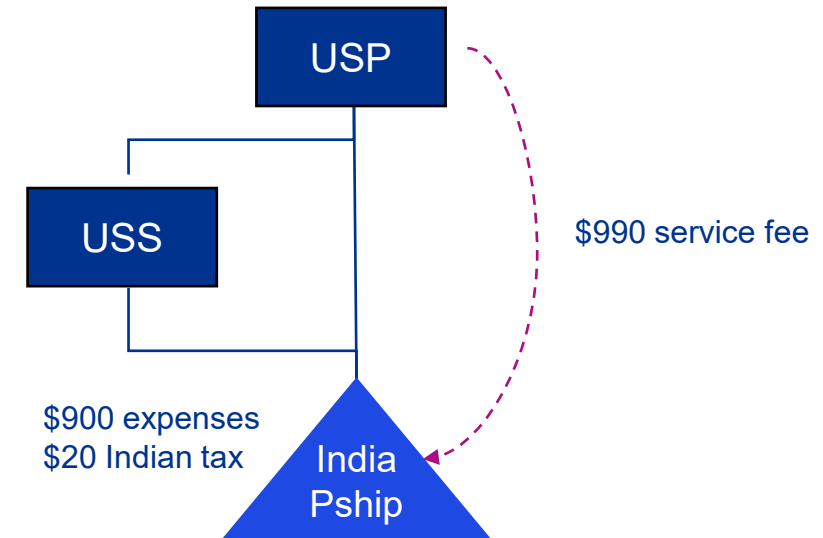 USP
USS
$990 service fee
$900 expenses
$20 Indian tax
India
Pship